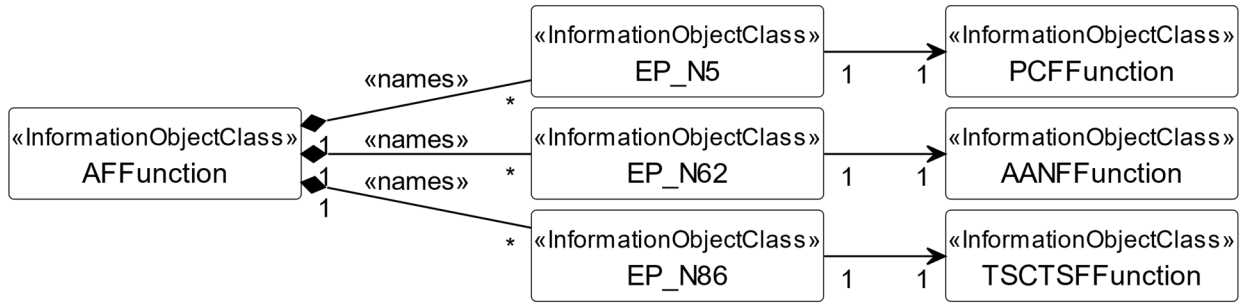 «InformationObjectClass»
AFFunction
«names»
1
*
«InformationObjectClass»
EP_N5
1
1
«InformationObjectClass»
PCFFunction
«names»
1
*
«InformationObjectClass»
EP_N62
1
1
«InformationObjectClass»
AANFFunction
«names»
1
*
«InformationObjectClass»
EP_N86
1
1
«InformationObjectClass»
TSCTSFFunction